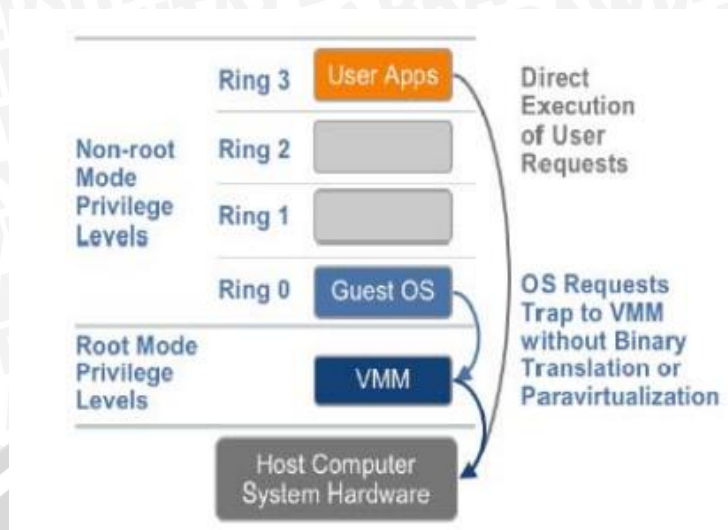 Ring 3
User Apps
Direct
Execution
of User
Requests
Non-root
Mode
Privilege
Levels
Ring 2
Ring 1
Ring 0
Guest OS
OS Requests
Trap to VMM
without Binary
Translation or
Paravirtualization
Root Mode
Privilege
Levels
VMM
Host Computer
System Hardware